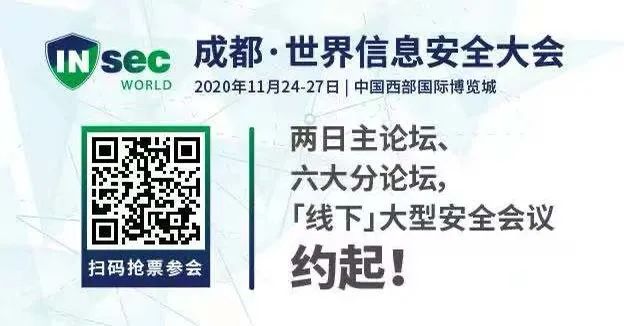 INsec
WORLD
成都·世界信息安全大会
2020年11月24-27日 | 中国西部国际博览城
两日主论坛、
六大分论坛,
「线下」大型安全会议
约起!
扫码抢票参会